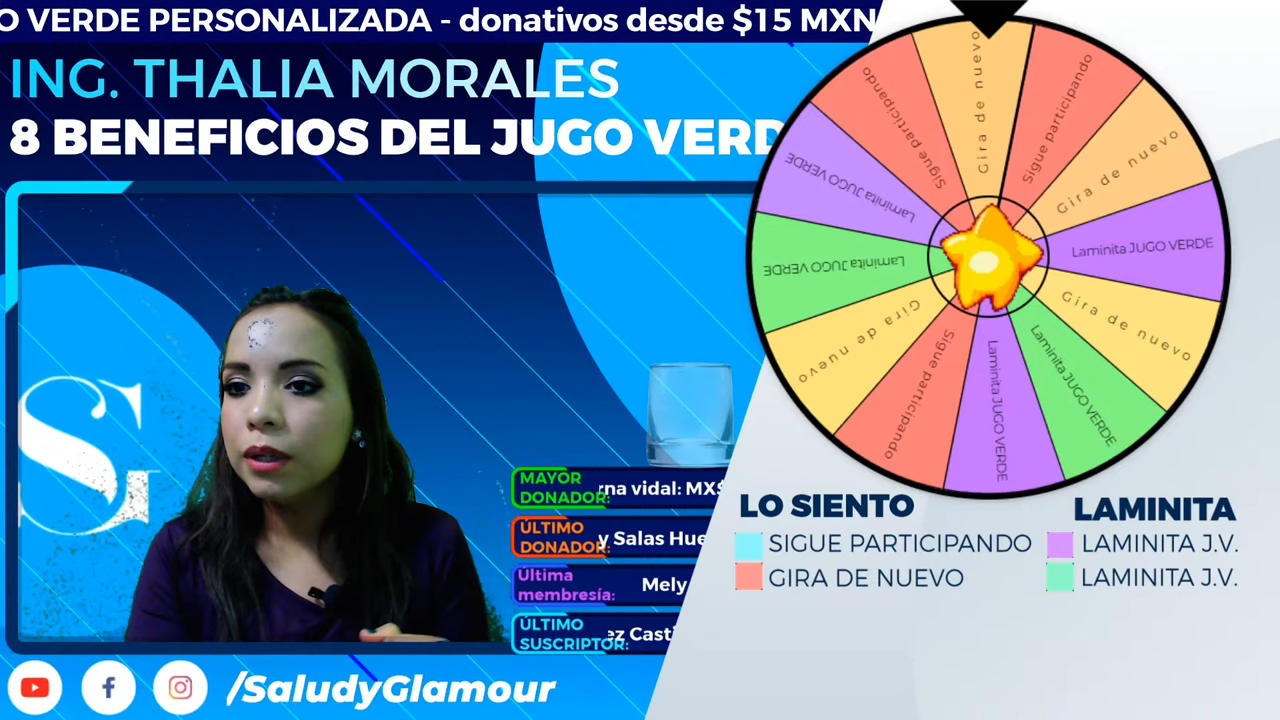 O VERDE PERSONALIZADA - donativos desde $15 MXN
ING. THALIA MORALES
8 BENEFICIOS DEL JUGO VERD
Gira de nuevo
Sigue participando
Gira de nuevo
Laminita JUGO VERDE
Gira de nuevo
Laminita JUGO VERDE
Laminita JUGO VERDE
Sigue participando
Gira de nuevo
Laminita JUGO VERDE
Laminita JUGO VERDE
Sigue participando
SG
MAYOR DONADOR:
rna vidal: MX$
ÚLTIMO DONADOR:
y Salas Hue
Última membresía:
Mely
ÚLTIMO SUSCRIPTOR:
ez Casti
LO SIENTO
SIGUE PARTICIPANDO
GIRA DE NUEVO
LAMINITA
LAMINITA J.V.
LAMINITA J.V.
/SaludyGlamour